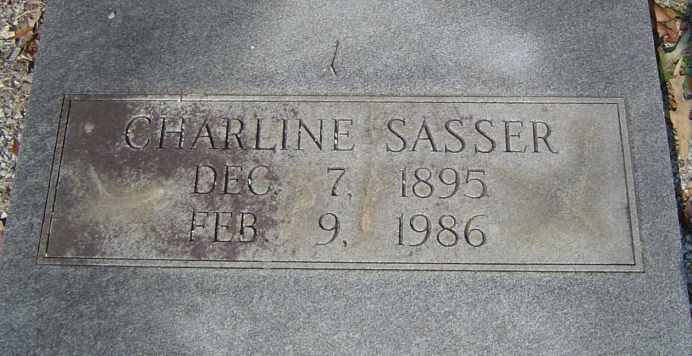 CHARLINE SASSER
DEC. 7, 1895
FEB. 9, 1986